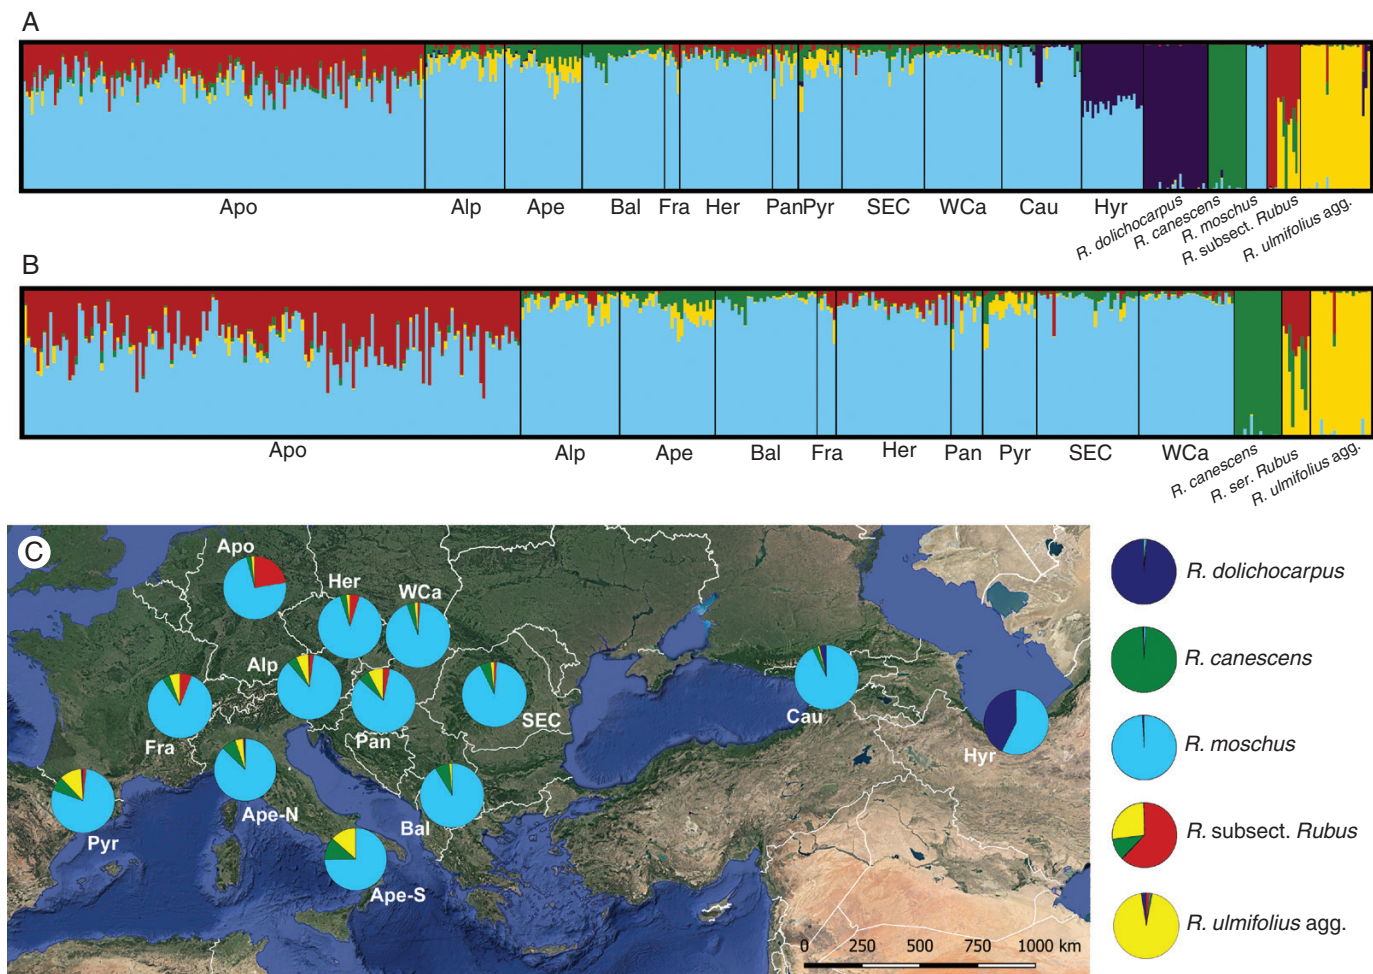 A
Apo Alp Ape Bal Fra Her Pan Pyr SEC WCa Cau Hyr R. dolichocarpus R. canescens R. moschus R. subsect. Rubus R. ulmifolius agg.
B
Apo Alp Ape Bal Fra Her Pan Pyr SEC WCa R. canescens R. ser. Rubus R. ulmifolius agg.
C
Apo
Her
WCa
Alp
SEC
Fra
Pan
Cau
Hyr
Ape-N
Bal
Pyr
Ape-S
0 250 500 750 1000 km
R. dolichocarpus
R. canescens
R. moschus
R. subsect. Rubus
R. ulmifolius agg.